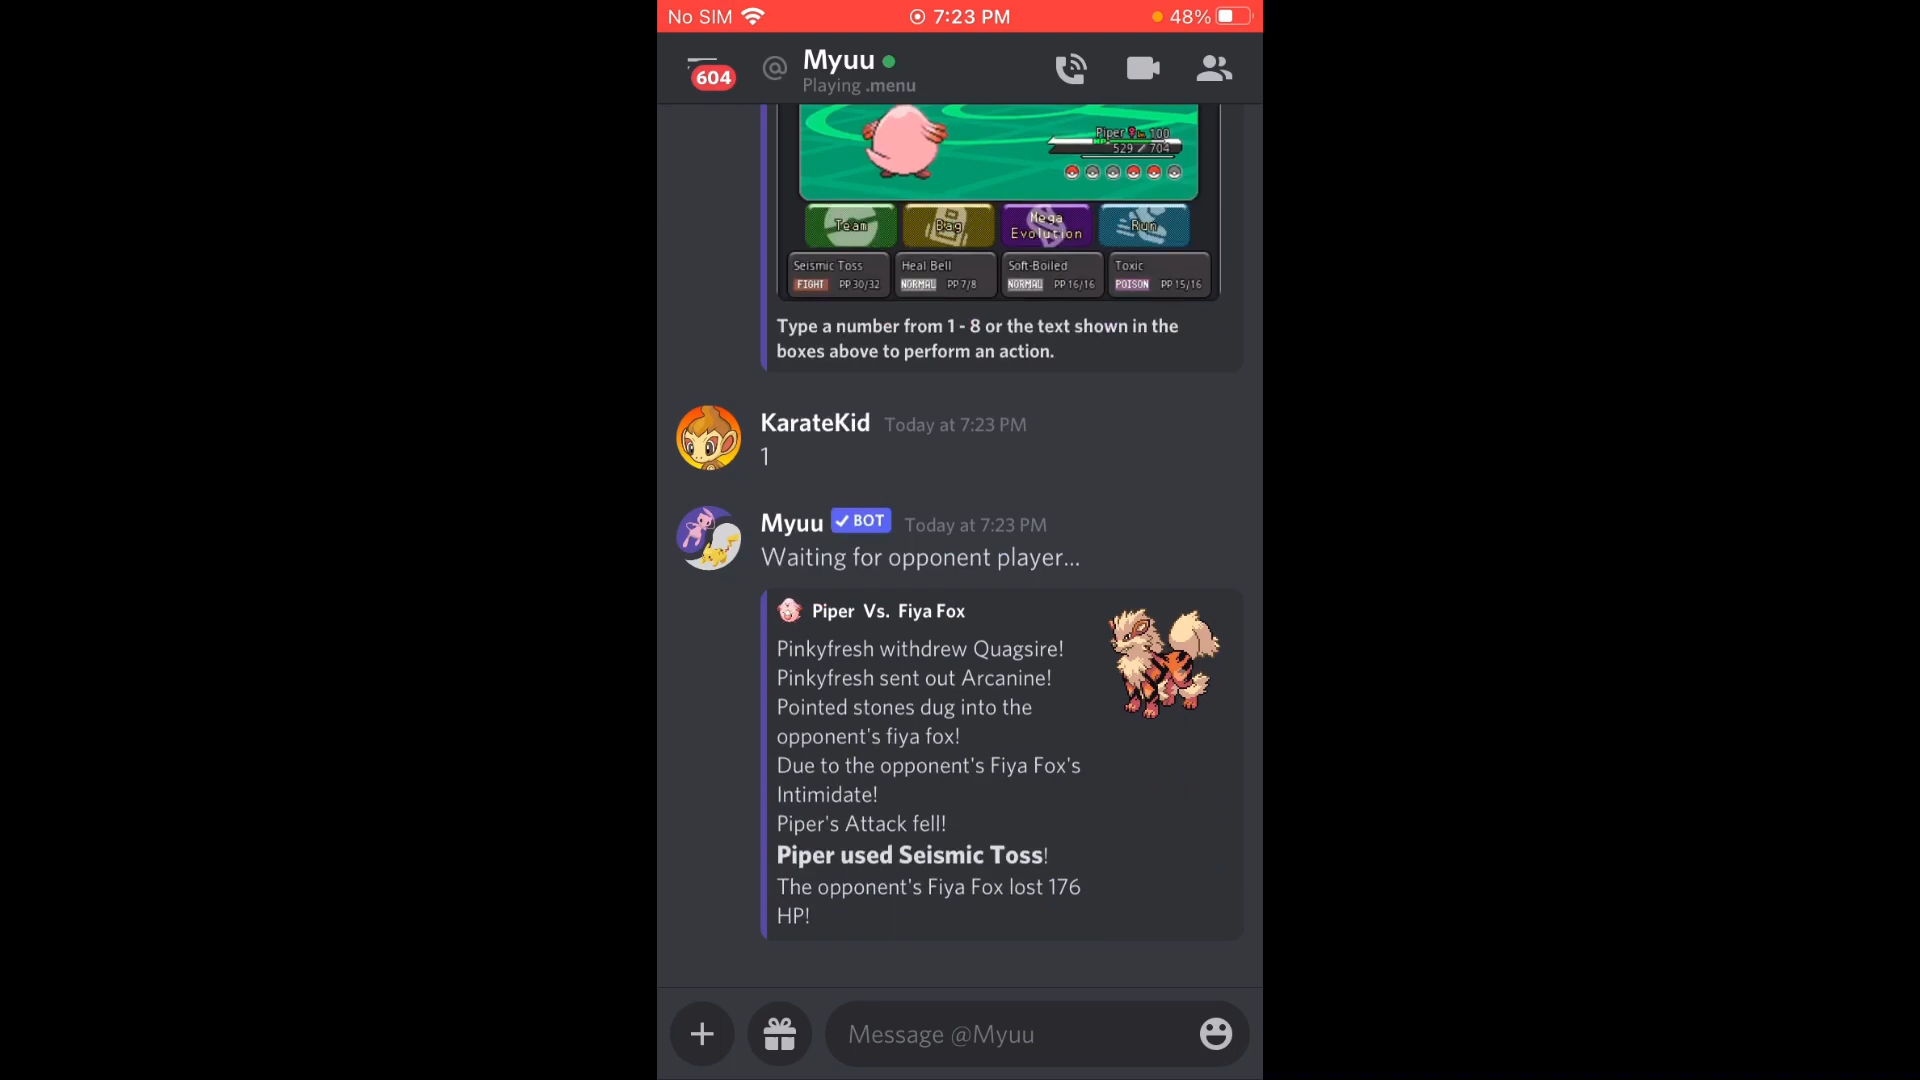 No SIM 7:23 PM 48%
604 @ Myuu
Playing .menu
Piper Lv. 100
HP
529 / 704
Team Bag Mega Evolution Run
Seismic Toss Heal Bell Soft-Boiled Toxic
FIGHT PP 30/32 NORMAL PP 7/8 NORMAL PP 16/16 POISON PP 15/16
Type a number from 1 - 8 or the text shown in the
boxes above to perform an action.
KarateKid Today at 7:23 PM
1
Myuu BOT Today at 7:23 PM
Waiting for opponent player...
Piper Vs. Fiya Fox
Pinkyfresh withdrew Quagsire!
Pinkyfresh sent out Arcanine!
Pointed stones dug into the
opponent's fiya fox!
Due to the opponent's Fiya Fox's
Intimidate!
Piper's Attack fell!
Piper used Seismic Toss!
The opponent's Fiya Fox lost 176
HP!
Message @Myuu